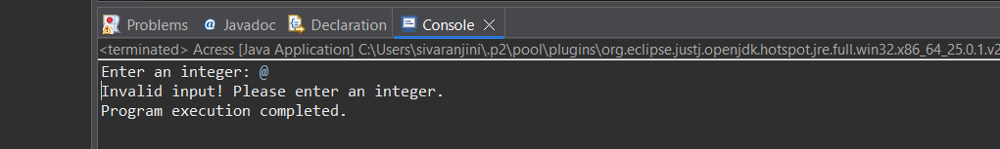 Problems @ Javadoc Declaration Console
<terminated> Acress [Java Application] C:\Users\sivaranjini\.p2\pool\plugins\org.eclipse.justj.openjdk.hotspot.jre.full.win32.x86_64_25.0.1.v2
Enter an integer: @
Invalid input! Please enter an integer.
Program execution completed.